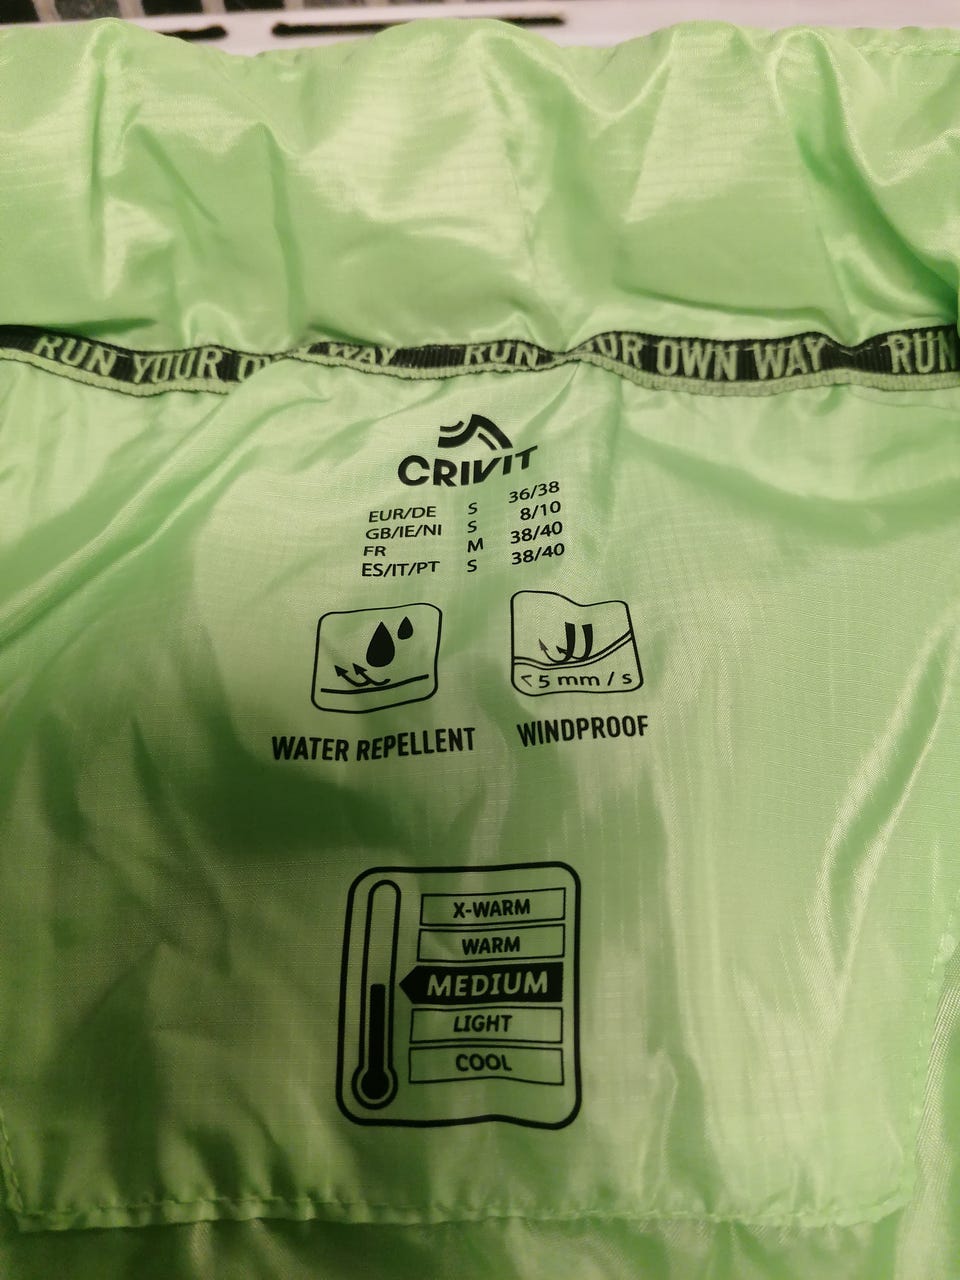 RUN YOUR OWN WAY RUN YOUR OWN WAY RUN
CRIVIT
EUR/DE S 36/38
GB/IE/NI S 8/10
FR M 38/40
ES/IT/PT S 38/40
< 5 mm / s
WATER REPELLENT WINDPROOF
X-WARM
WARM
MEDIUM
LIGHT
COOL